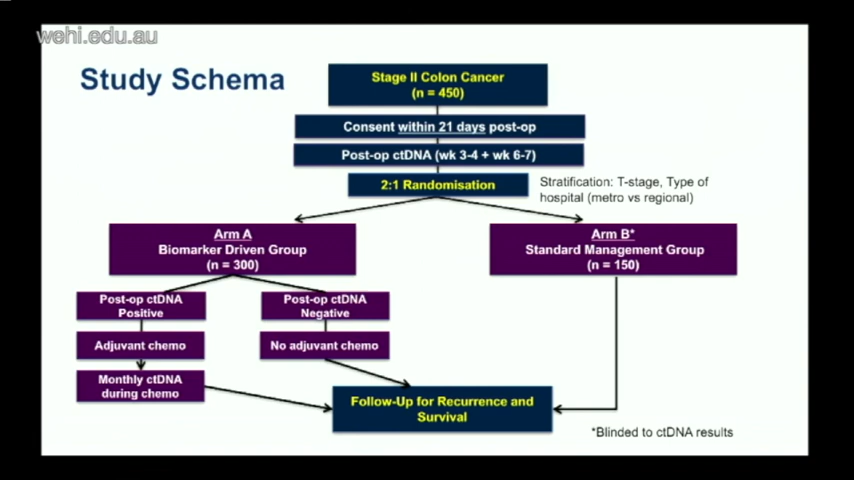 wehi.edu.au
Study Schema
Stage II Colon Cancer
(n = 450)
Consent within 21 days post-op
Post-op ctDNA (wk 3-4 + wk 6-7)
2:1 Randomisation
Stratification: T-stage, Type of
hospital (metro vs regional)
Arm A
Biomarker Driven Group
(n = 300)
Arm B*
Standard Management Group
(n = 150)
Post-op ctDNA
Positive
Post-op ctDNA
Negative
Adjuvant chemo
No adjuvant chemo
Monthly ctDNA
during chemo
Follow-Up for Recurrence and
Survival
*Blinded to ctDNA results